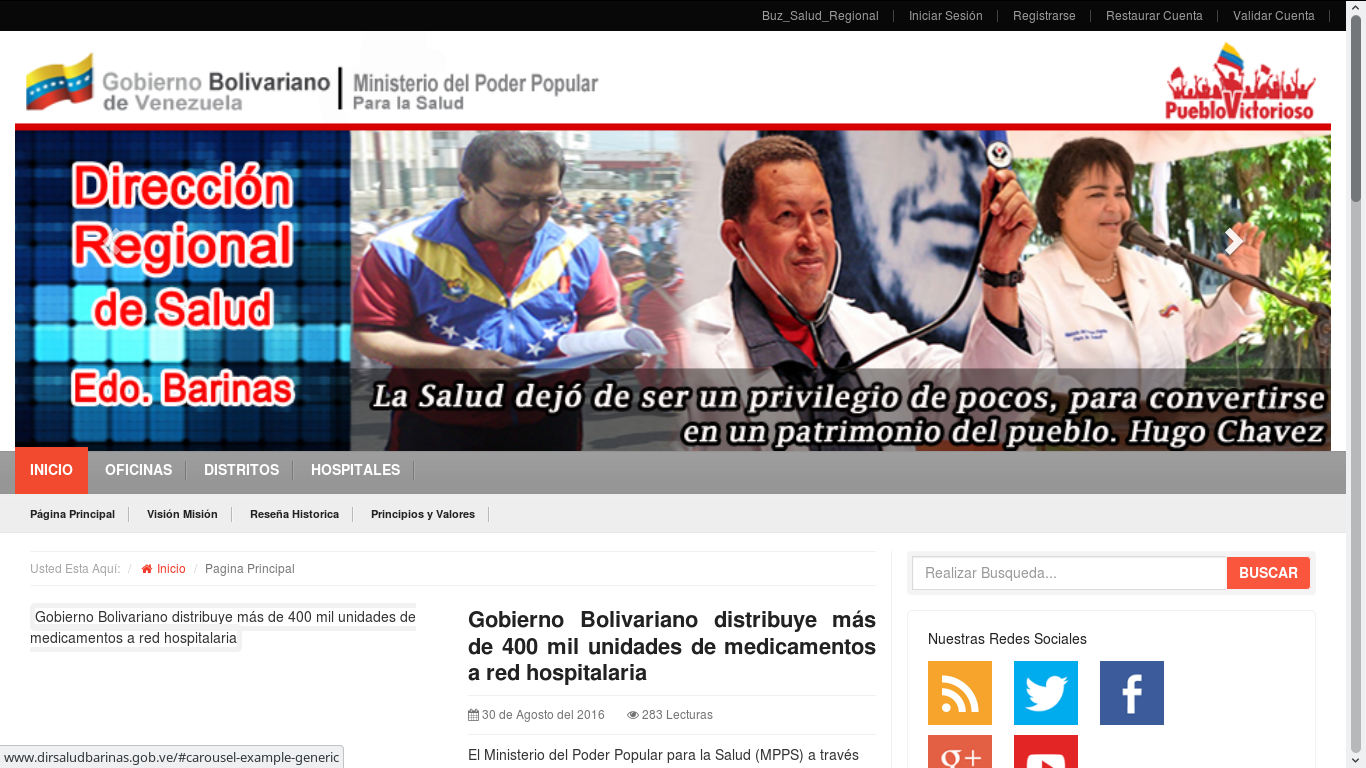 Buz_Salud_Regional Iniciar Sesión Registrarse Restaurar Cuenta Validar Cuenta
Gobierno Bolivariano
de Venezuela
Ministerio del Poder Popular
Para la Salud
PuebloVictorioso
Dirección
Regional
de Salud
Edo. Barinas
La Salud dejó de ser un privilegio de pocos, para convertirse
en un patrimonio del pueblo. Hugo Chavez
INICIO OFICINAS DISTRITOS HOSPITALES
Página Principal Visión Misión Reseña Historica Principios y Valores
Usted Esta Aquí: / Inicio / Pagina Principal
Realizar Busqueda... BUSCAR
Gobierno Bolivariano distribuye más de 400 mil unidades de
medicamentos a red hospitalaria
Gobierno Bolivariano distribuye más
de 400 mil unidades de medicamentos
a red hospitalaria
30 de Agosto del 2016 283 Lecturas
El Ministerio del Poder Popular para la Salud (MPPS) a través
Nuestras Redes Sociales
f
g+
www.dirsaludbarinas.gob.ve/#carousel-example-generic